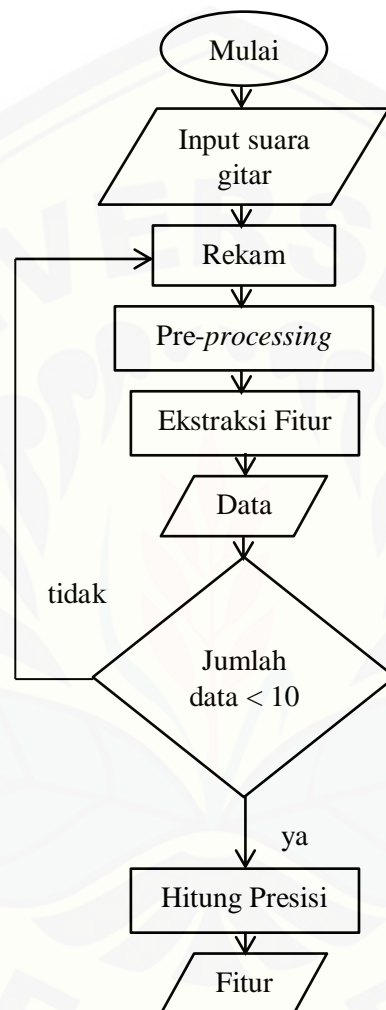 Mulai
Input suara
gitar
Rekam
Pre-processing
Ekstraksi Fitur
Data
tidak
Jumlah
data < 10
ya
Hitung Presisi
Fitur